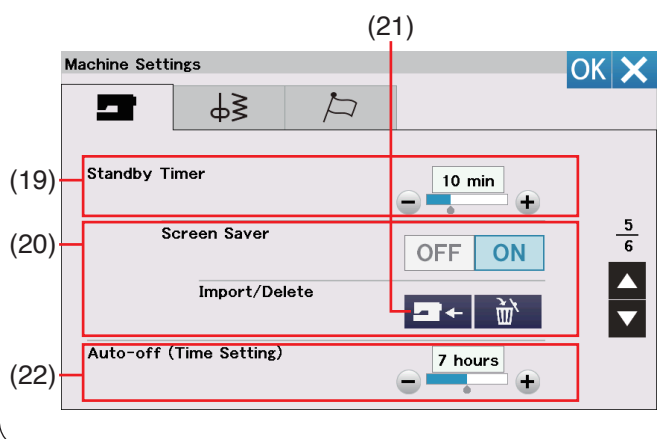 (21)
Machine Settings
OK
(19)
Standby Timer
10 min
(20)
Screen Saver
OFF ON
5
6
Import/Delete
(22)
Auto-off (Time Setting)
7 hours